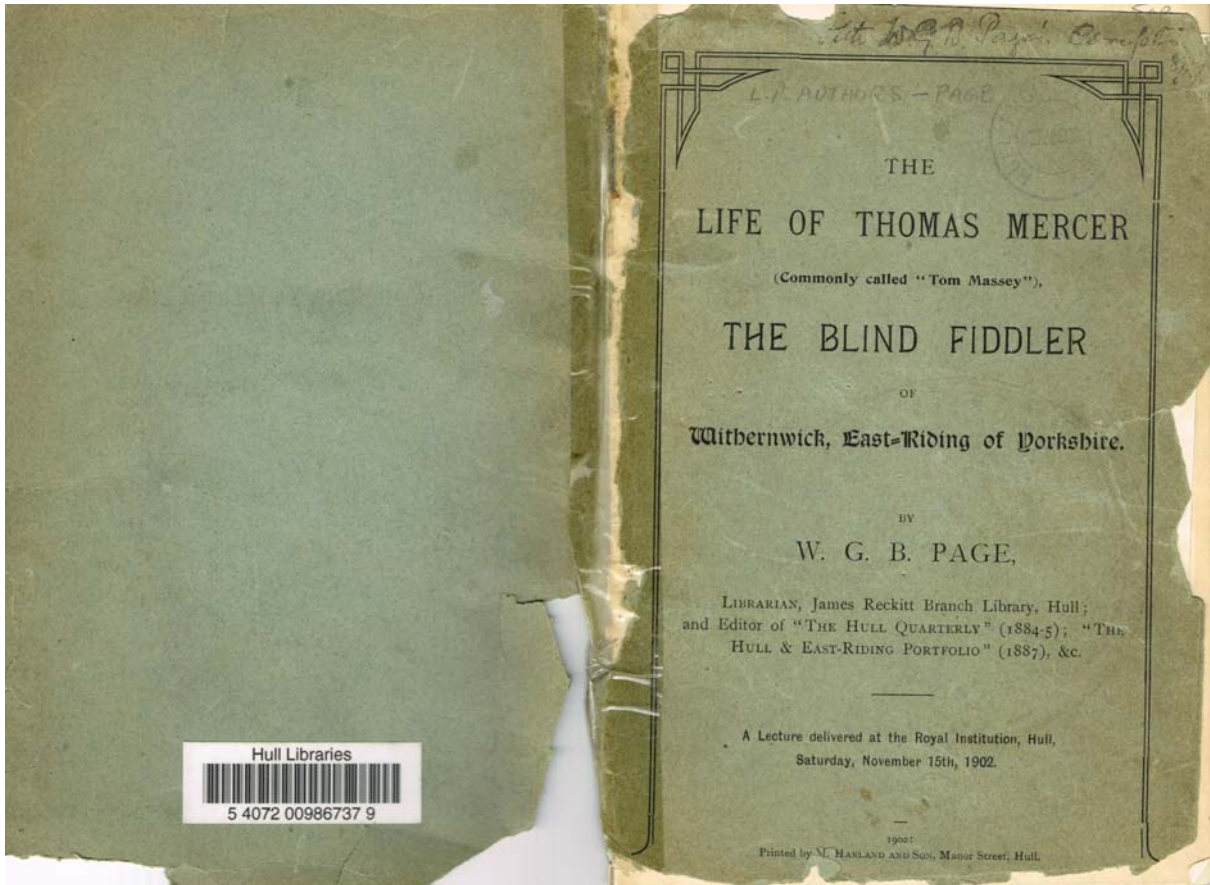 Hull Libraries
5 4072 00986737 9
W G B Page's
L.P. AUTHORS - PAGE
THE
LIFE OF THOMAS MERCER
(Commonly called "Tom Massey"),
THE BLIND FIDDLER
OF
Withernwick, East=Riding of Yorkshire.
BY
W. G. B. PAGE,
LIBRARIAN, James Reckitt Branch Library, Hull;
and Editor of "THE HULL QUARTERLY" (1884-5); "THE
HULL & EAST-RIDING PORTFOLIO" (1887), &c.
A Lecture delivered at the Royal Institution, Hull,
Saturday, November 15th, 1902.
1902:
Printed by M. HARLAND AND SON, Manor Street, Hull.